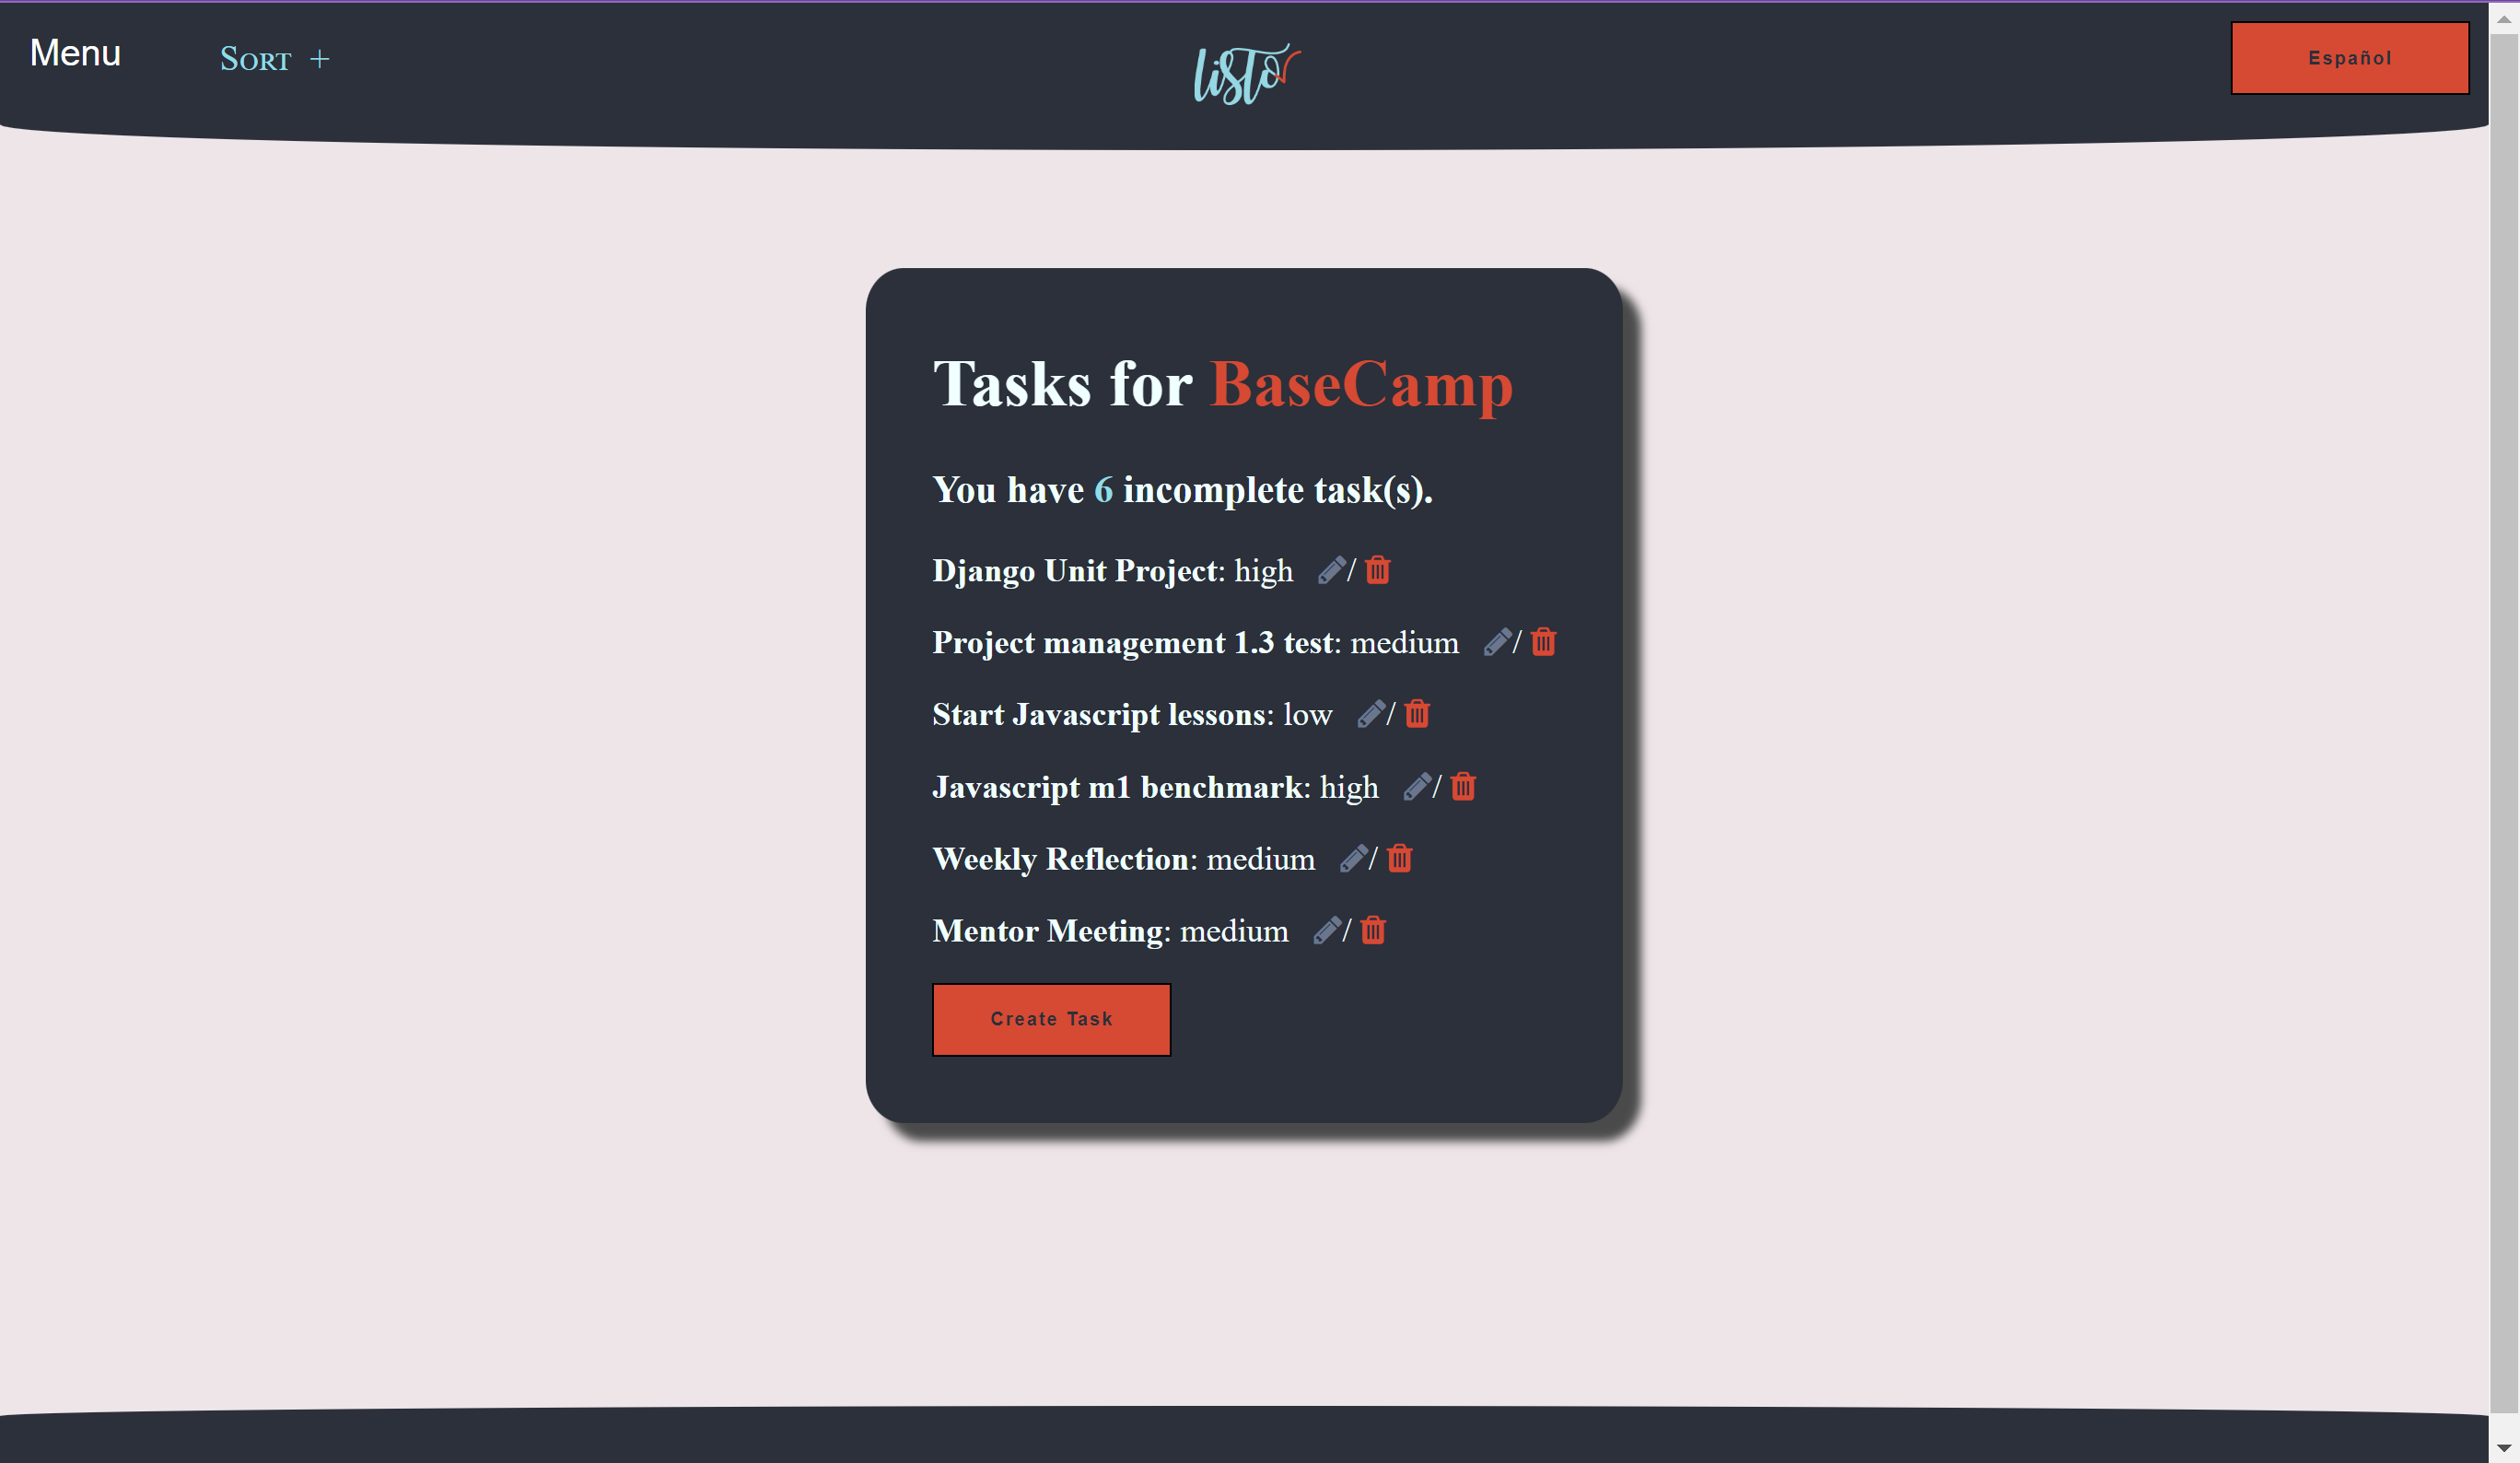 Menu
Sort +
listo
Español
Tasks for BaseCamp
You have 6 incomplete task(s).
Django Unit Project: high /
Project management 1.3 test: medium /
Start Javascript lessons: low /
Javascript m1 benchmark: high /
Weekly Reflection: medium /
Mentor Meeting: medium /
Create Task